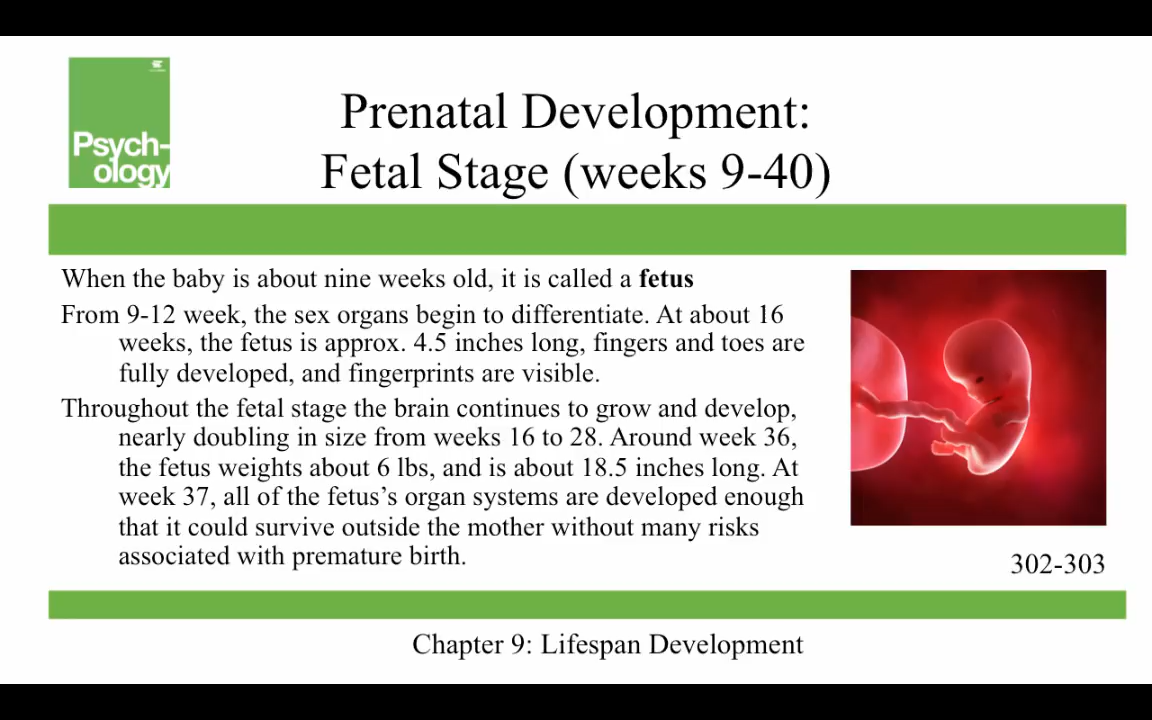 Psych-
ology
Prenatal Development:
Fetal Stage (weeks 9-40)
When the baby is about nine weeks old, it is called a fetus
From 9-12 week, the sex organs begin to differentiate. At about 16
weeks, the fetus is approx. 4.5 inches long, fingers and toes are
fully developed, and fingerprints are visible.
Throughout the fetal stage the brain continues to grow and develop,
nearly doubling in size from weeks 16 to 28. Around week 36,
the fetus weights about 6 lbs, and is about 18.5 inches long. At
week 37, all of the fetus’s organ systems are developed enough
that it could survive outside the mother without many risks
associated with premature birth.
302-303
Chapter 9: Lifespan Development